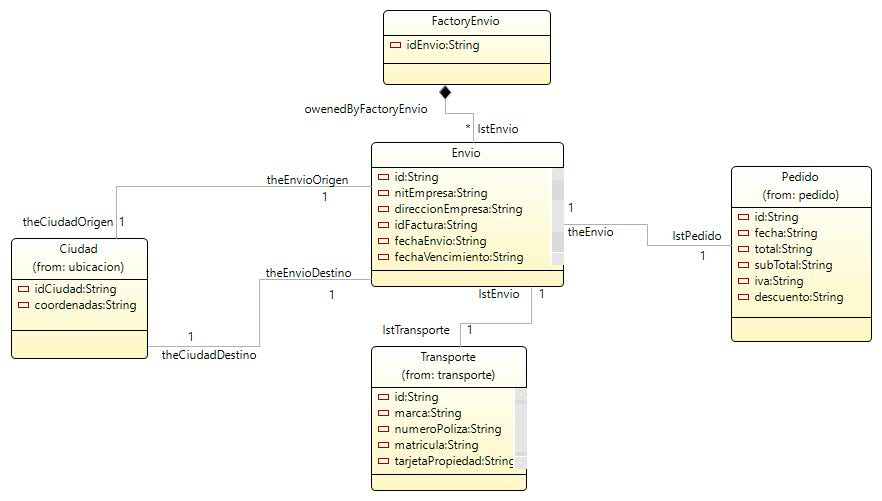 FactoryEnvio
idEnvio:String
owenedByFactoryEnvio
* lstEnvio
Envio
id:String
nitEmpresa:String
direccionEmpresa:String
idFactura:String
fechaEnvio:String
fechaVencimiento:String
theEnvioOrigen
1
theCiudadOrigen 1
Ciudad
(from: ubicacion)
idCiudad:String
coordenadas:String
theEnvioDestino
1
1
theCiudadDestino
1
theEnvio
lstPedido
1
Pedido
(from: pedido)
id:String
fecha:String
total:String
subTotal:String
iva:String
descuento:String
lstEnvio 1
lstTransporte 1
Transporte
(from: transporte)
id:String
marca:String
numeroPoliza:String
matricula:String
tarjetaPropiedad:String